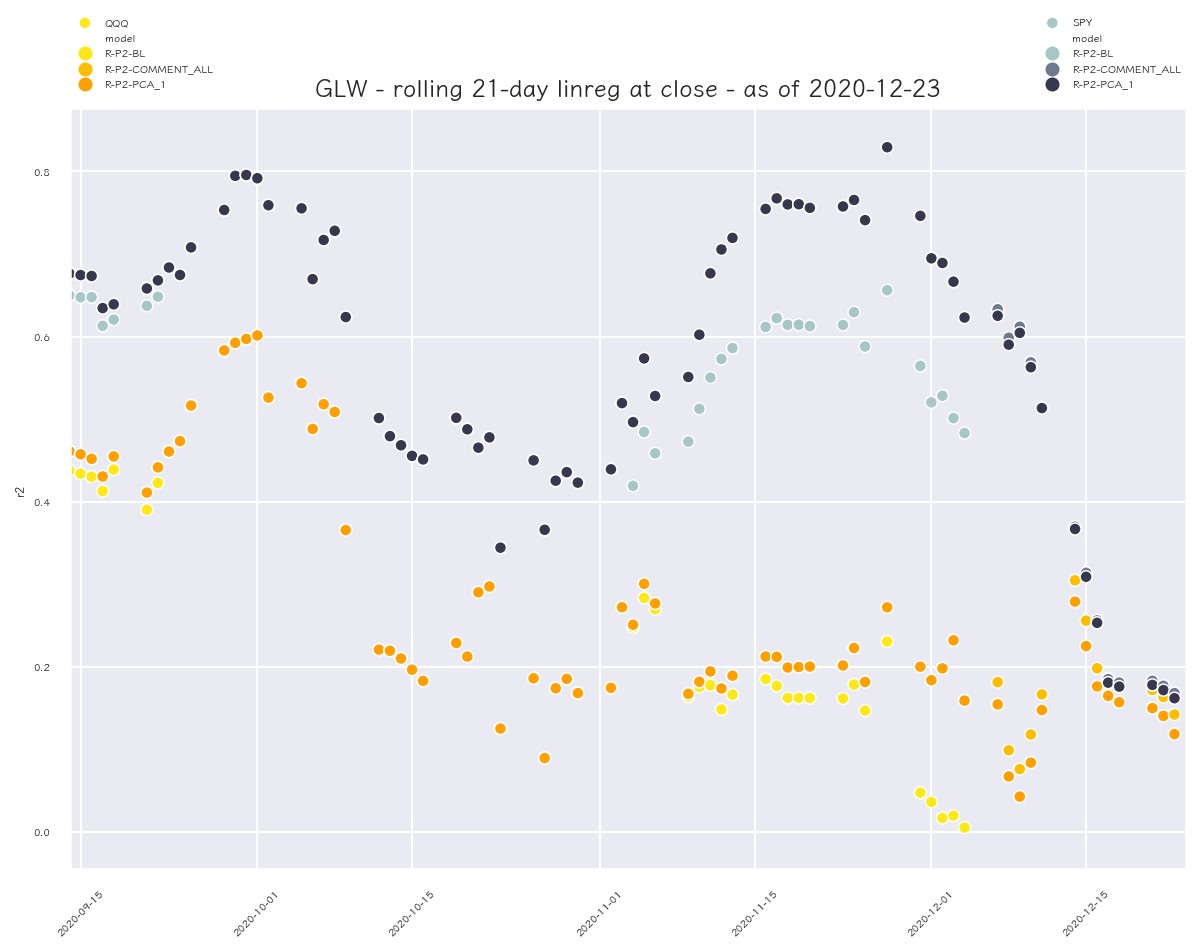 QQQ
model
R-P2-BL
R-P2-COMMENT_ALL
R-P2-PCA_1
SPY
model
R-P2-BL
R-P2-COMMENT_ALL
R-P2-PCA_1
GLW - rolling 21-day linreg at close - as of 2020-12-23
r2
0.8
0.6
0.4
0.2
0.0
2020-09-15
2020-10-01
2020-10-15
2020-11-01
2020-11-15
2020-12-01
2020-12-15